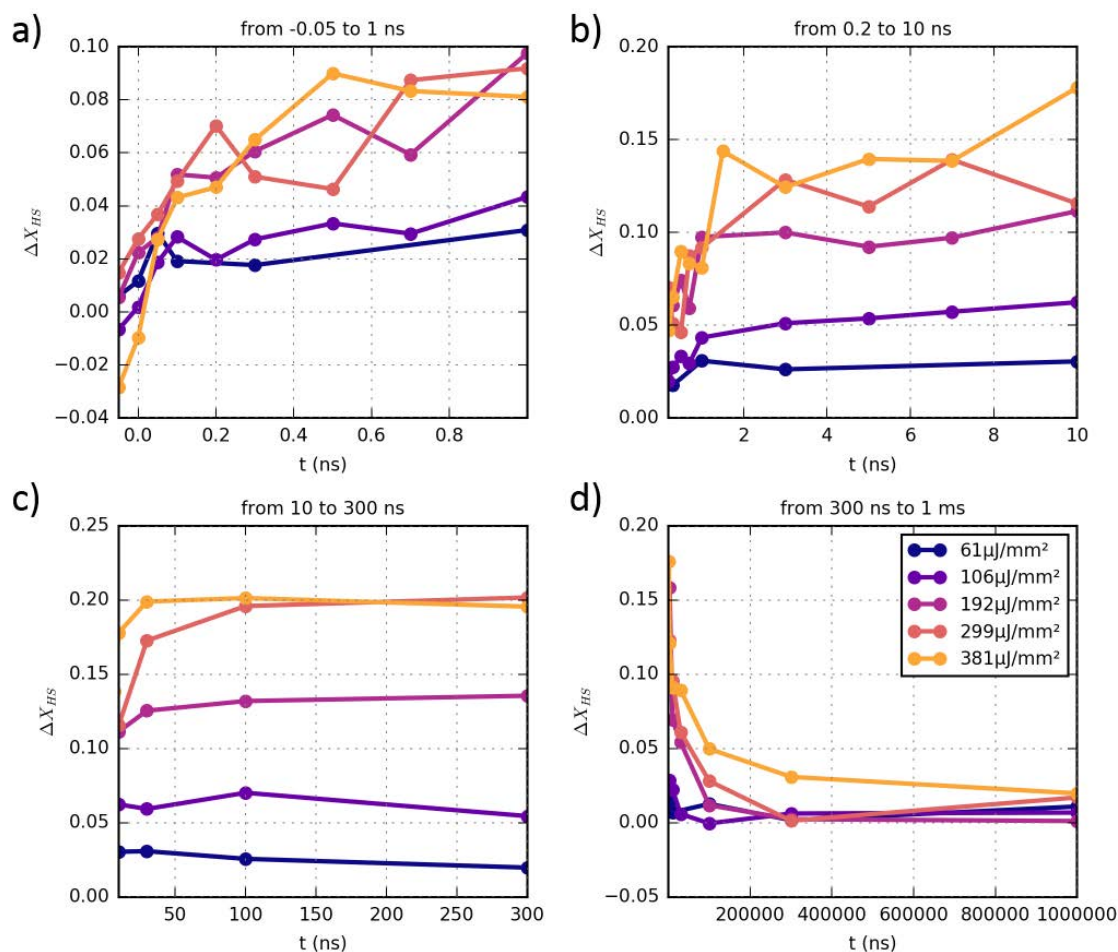 a)
from -0.05 to 1 ns
0.10
0.08
0.06
0.04
0.02
0.00
−0.02
−0.04
ΔX_HS
0.0 0.2 0.4 0.6 0.8
t (ns)
b)
from 0.2 to 10 ns
0.20
0.15
0.10
0.05
0.00
ΔX_HS
2 4 6 8 10
t (ns)
c)
from 10 to 300 ns
0.25
0.20
0.15
0.10
0.05
0.00
ΔX_HS
50 100 150 200 250 300
t (ns)
d)
from 300 ns to 1 ms
0.20
0.15
0.10
0.05
0.00
−0.05
ΔX_HS
61μJ/mm²
106μJ/mm²
192μJ/mm²
299μJ/mm²
381μJ/mm²
200000 400000 600000 800000 1000000
t (ns)